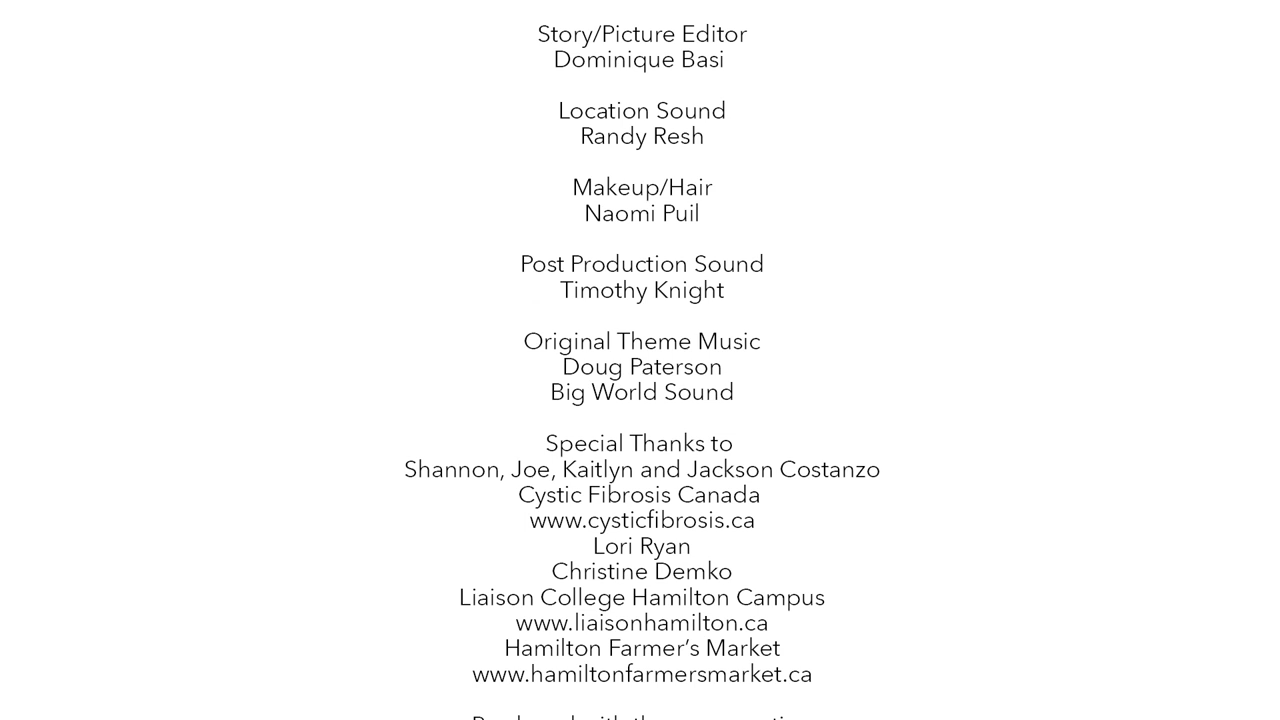 Story/Picture Editor
Dominique Basi
Location Sound
Randy Resh
Makeup/Hair
Naomi Puil
Post Production Sound
Timothy Knight
Original Theme Music
Doug Paterson
Big World Sound
Special Thanks to
Shannon, Joe, Kaitlyn and Jackson Costanzo
Cystic Fibrosis Canada
www.cysticfibrosis.ca
Lori Ryan
Christine Demko
Liaison College Hamilton Campus
www.liaisonhamilton.ca
Hamilton Farmer’s Market
www.hamiltonfarmersmarket.ca